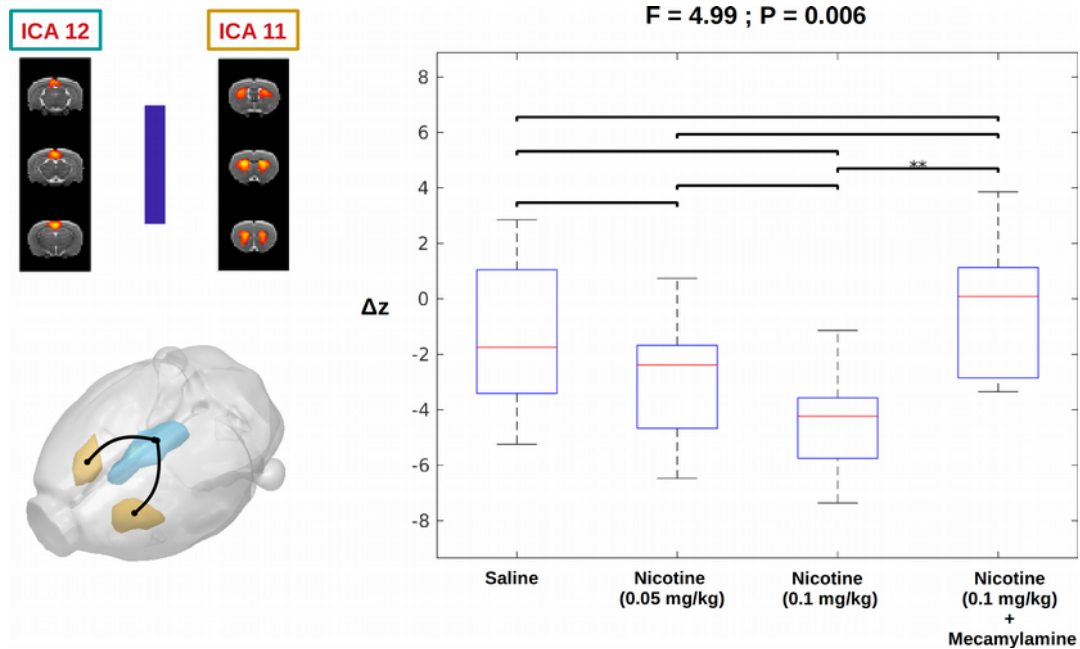 ICA 12
ICA 11
F = 4.99 ; P = 0.006
8
6
4
2
0
-2
-4
-6
-8
Δz
**
Saline
Nicotine
(0.05 mg/kg)
Nicotine
(0.1 mg/kg)
Nicotine
(0.1 mg/kg)
+
Mecamylamine